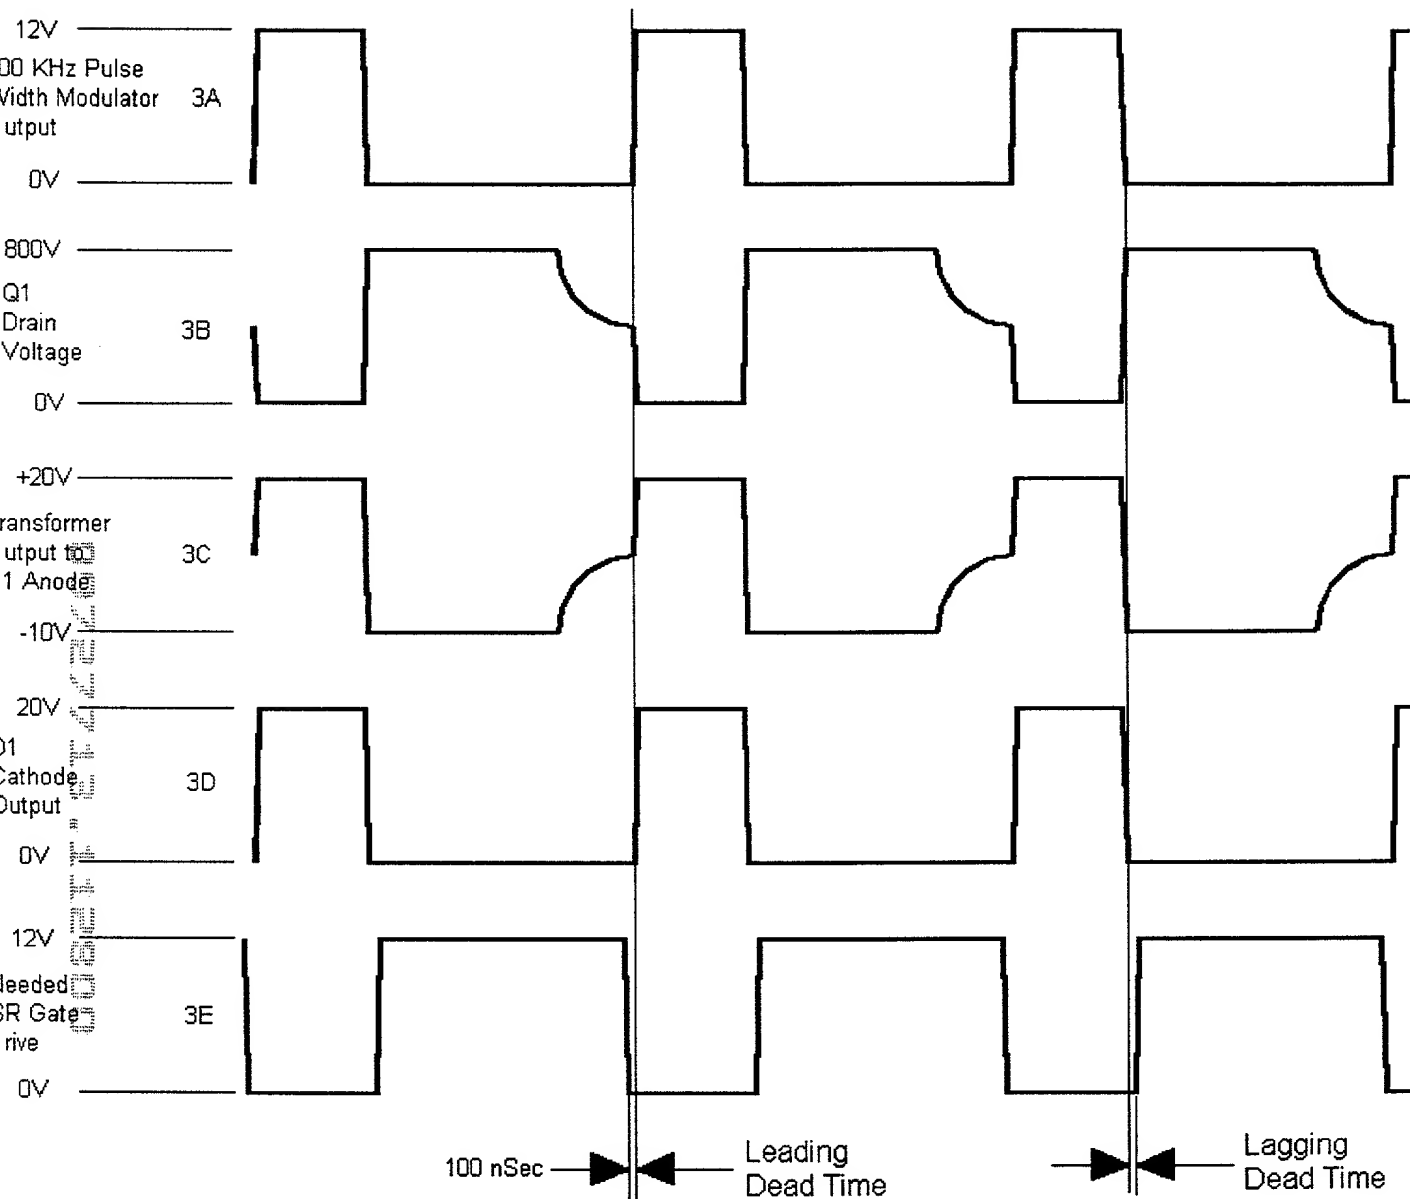 12V
00 KHz Pulse
Width Modulator 3A
utput
0V
800V
Q1
Drain
3B
Voltage
0V
+20V
ransformer
utput to 3C
1 Anode
-10V
20V
D1
Cathode
3D
Output
0V
12V
Needed
SR Gate 3E
rive
0V
100 nSec
Leading
Dead Time
Lagging
Dead Time